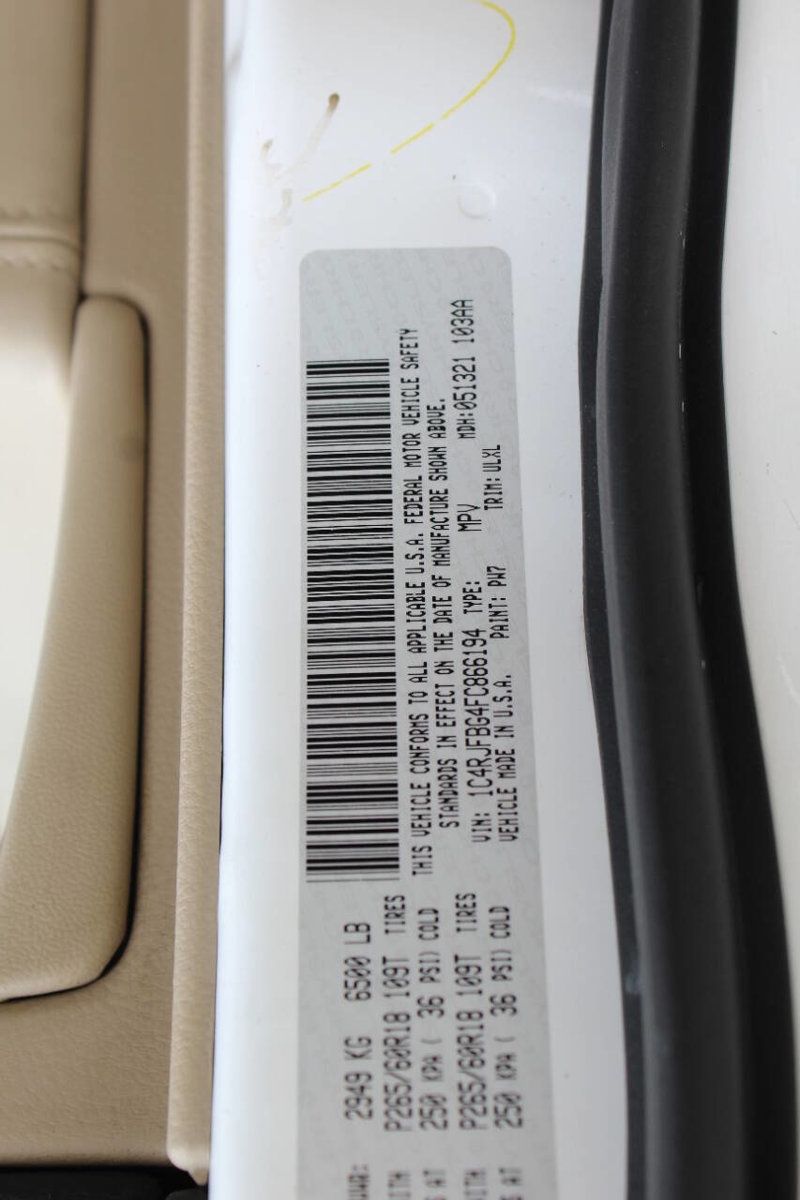 2949 KG 6500 LB
P265/60R18 109T TIRES
250 KPA ( 36 PSI) COLD
P265/60R18 109T TIRES
250 KPA ( 36 PSI) COLD
THIS VEHICLE CONFORMS TO ALL APPLICABLE U.S.A. FEDERAL MOTOR VEHICLE SAFETY
STANDARDS IN EFFECT ON THE DATE OF MANUFACTURE SHOWN ABOVE.
VIN: 1C4RJFBG4FC866194 TYPE: MPV MDH:051321 103AA
VEHICLE MADE IN U.S.A. PAINT: PW7 TRIM: ULXL